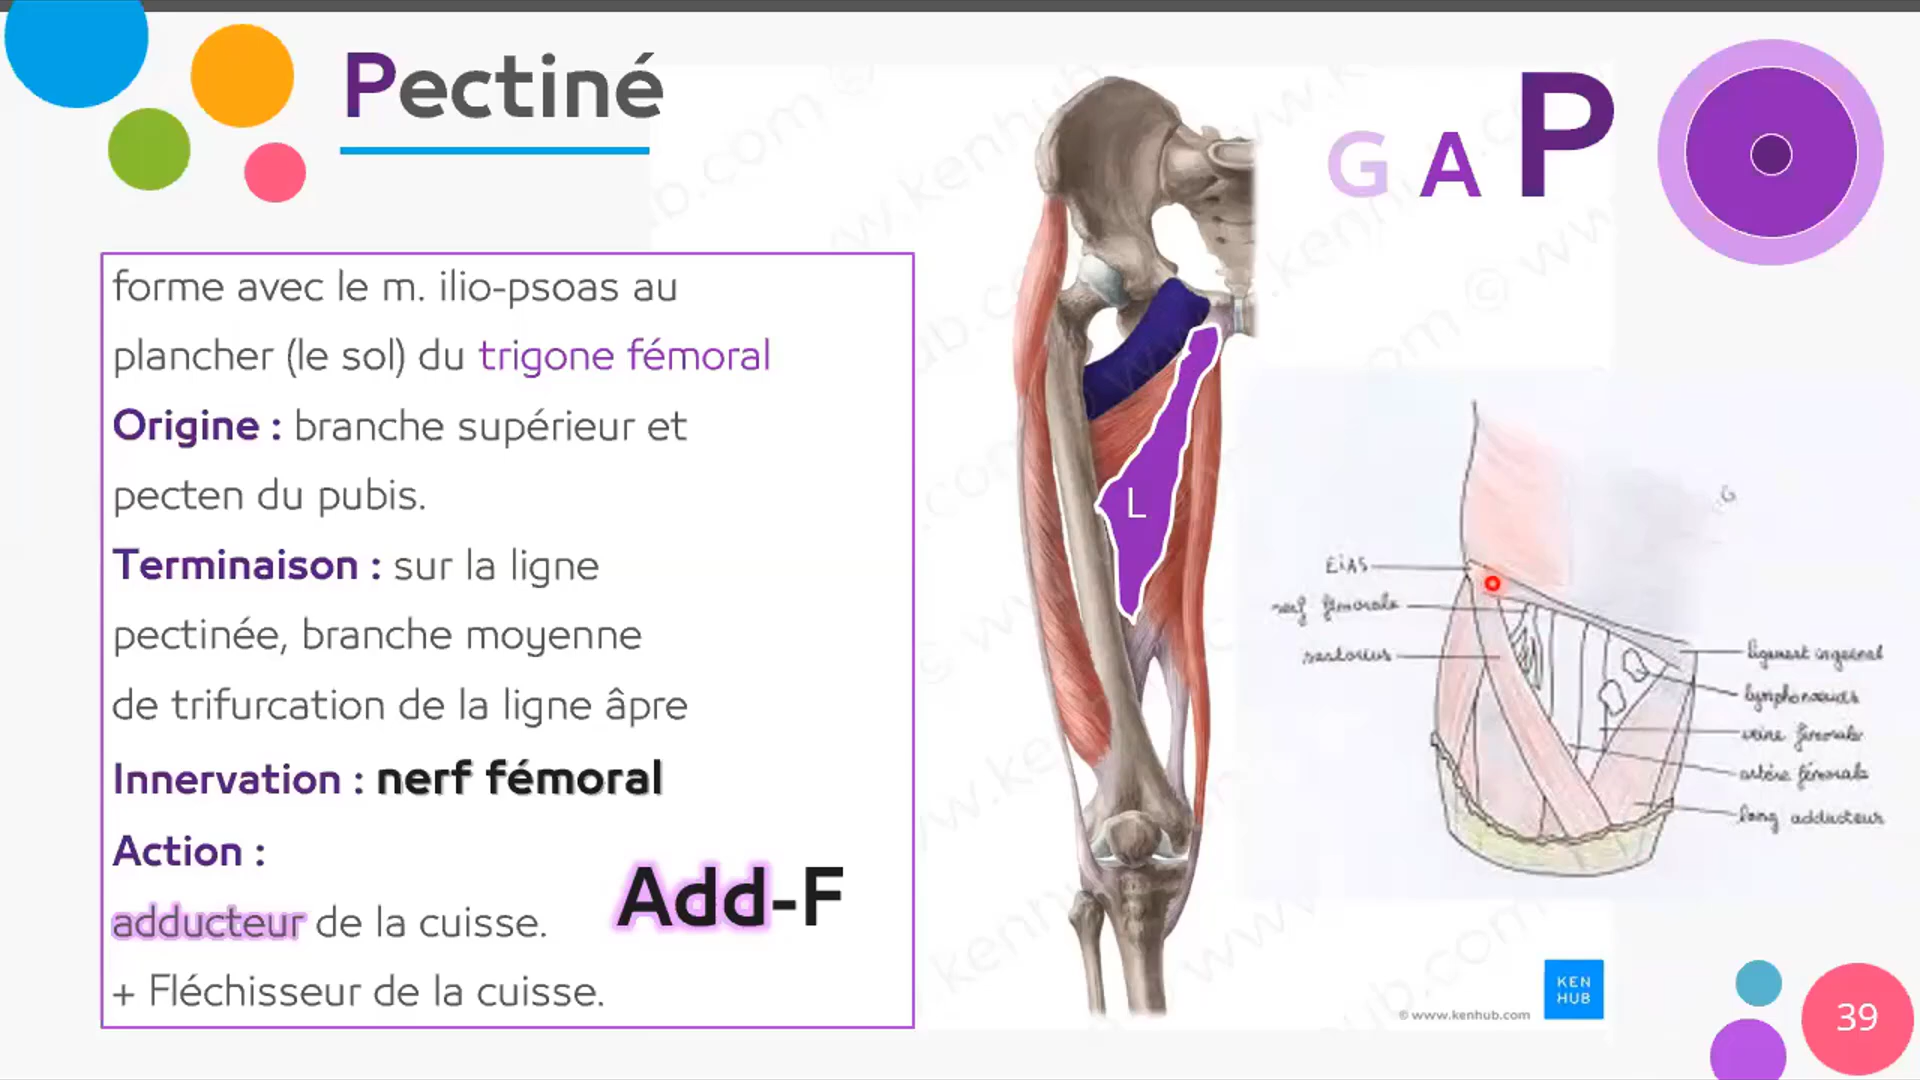 Pectiné
G A P
forme avec le m. ilio-psoas au
plancher (le sol) du trigone fémoral
Origine : branche supérieur et
pecten du pubis.
Terminaison : sur la ligne
pectinée, branche moyenne
de trifurcation de la ligne âpre
Innervation : nerf fémoral
Action :
adducteur de la cuisse.
Add-F
+ Fléchisseur de la cuisse.
L
EIAS
nerf fémorale
sartorius
ligament inguinal
lymphonoeuds
veine fémorale
artère fémorale
long adducteur
KEN
HUB
© www.kenhub.com
39